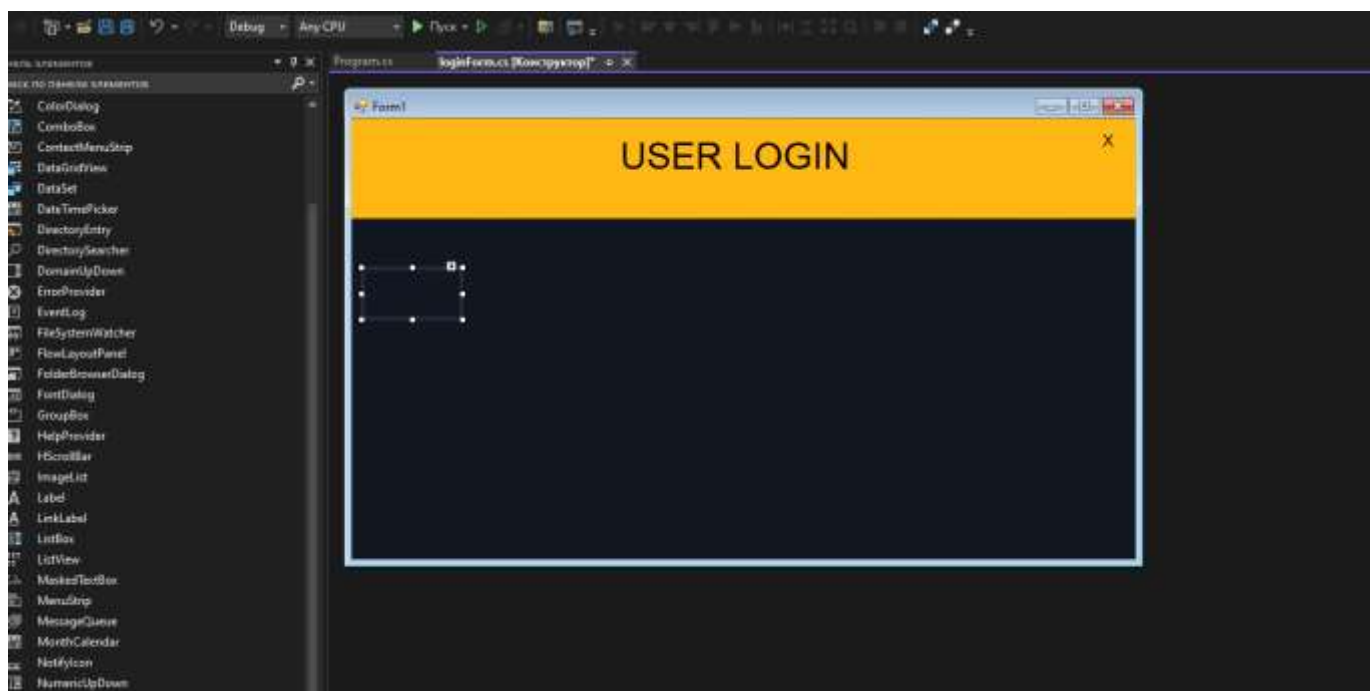 Debug Any CPU Пуск
Program.cs loginForm.cs [Конструктор]*
ColorDialog
ComboBox
ContextMenuStrip
DataGridView
DataSet
DateTimePicker
DirectoryEntry
DirectorySearcher
DomainUpDown
ErrorProvider
EventLog
FileSystemWatcher
FlowLayoutPanel
FolderBrowserDialog
FontDialog
GroupBox
HelpProvider
HScrollBar
ImageList
Label
LinkLabel
ListBox
ListView
MaskedTextBox
MenuStrip
MessageQueue
MonthCalendar
NotifyIcon
NumericUpDown
Form1
USER LOGIN
X